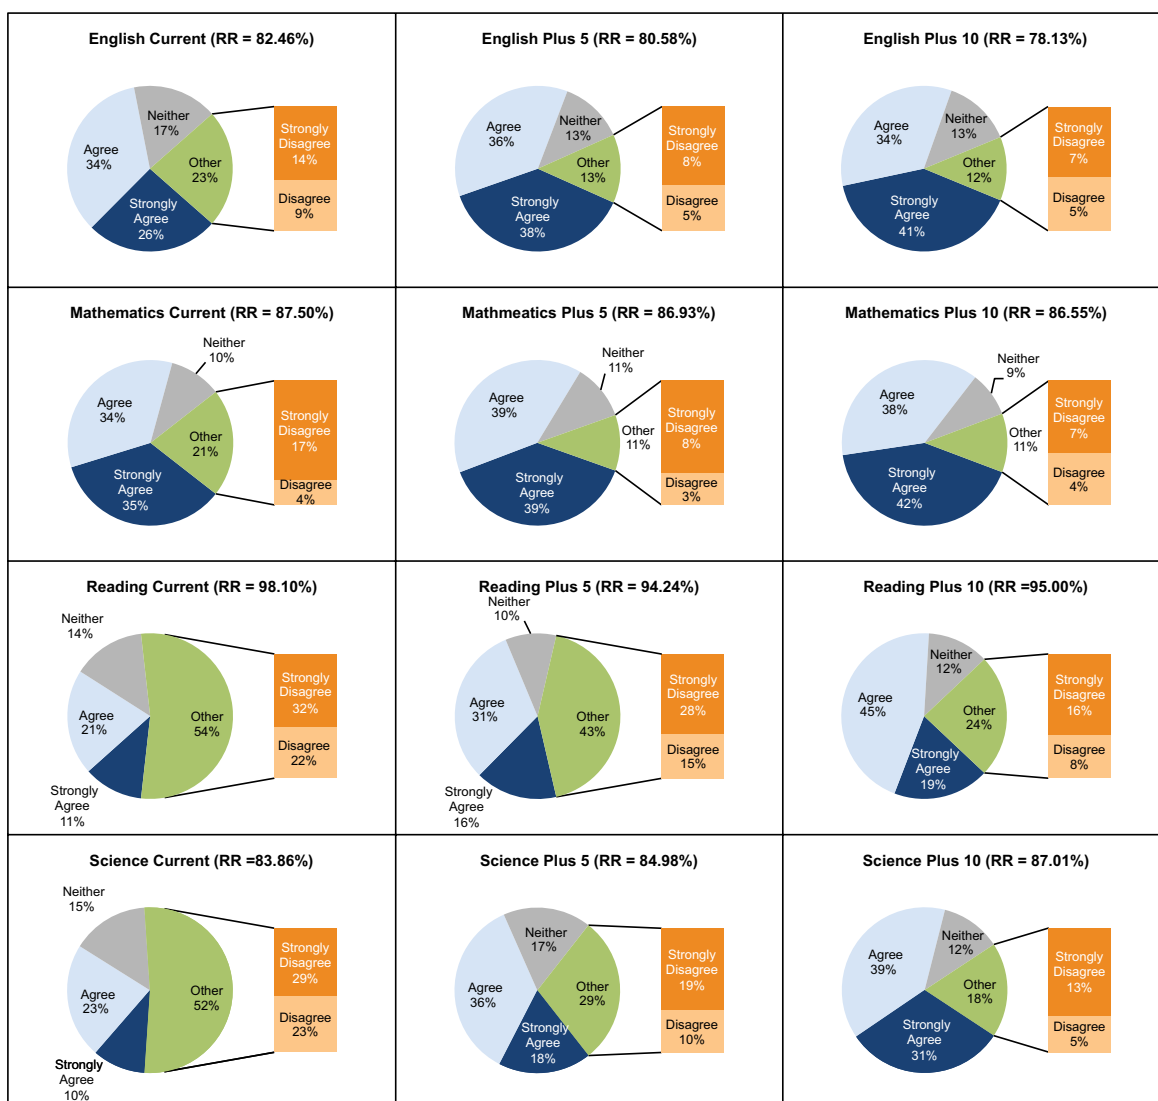 English Current (RR = 82.46%)
Neither
17%
Agree
34%
Other
23%
Strongly
Agree
26%
Strongly
Disagree
14%
Disagree
9%
English Plus 5 (RR = 80.58%)
Neither
13%
Agree
36%
Other
13%
Strongly
Agree
38%
Strongly
Disagree
8%
Disagree
5%
English Plus 10 (RR = 78.13%)
Neither
13%
Agree
34%
Other
12%
Strongly
Agree
41%
Strongly
Disagree
7%
Disagree
5%
Mathematics Current (RR = 87.50%)
Neither
10%
Agree
34%
Other
21%
Strongly
Agree
35%
Strongly
Disagree
17%
Disagree
4%
Mathmeatics Plus 5 (RR = 86.93%)
Neither
11%
Agree
39%
Other
11%
Strongly
Agree
39%
Strongly
Disagree
8%
Disagree
3%
Mathematics Plus 10 (RR = 86.55%)
Neither
9%
Agree
38%
Other
11%
Strongly
Agree
42%
Strongly
Disagree
7%
Disagree
4%
Reading Current (RR = 98.10%)
Neither
14%
Agree
21%
Other
54%
Strongly
Agree
11%
Strongly
Disagree
32%
Disagree
22%
Reading Plus 5 (RR = 94.24%)
Neither
10%
Agree
31%
Other
43%
Strongly
Agree
16%
Strongly
Disagree
28%
Disagree
15%
Reading Plus 10 (RR =95.00%)
Neither
12%
Agree
45%
Other
24%
Strongly
Agree
19%
Strongly
Disagree
16%
Disagree
8%
Science Current (RR =83.86%)
Neither
15%
Agree
23%
Other
52%
Strongly
Agree
10%
Strongly
Disagree
29%
Disagree
23%
Science Plus 5 (RR = 84.98%)
Neither
17%
Agree
36%
Other
29%
Strongly
Agree
18%
Strongly
Disagree
19%
Disagree
10%
Science Plus 10 (RR = 87.01%)
Neither
12%
Agree
39%
Other
18%
Strongly
Agree
31%
Strongly
Disagree
13%
Disagree
5%